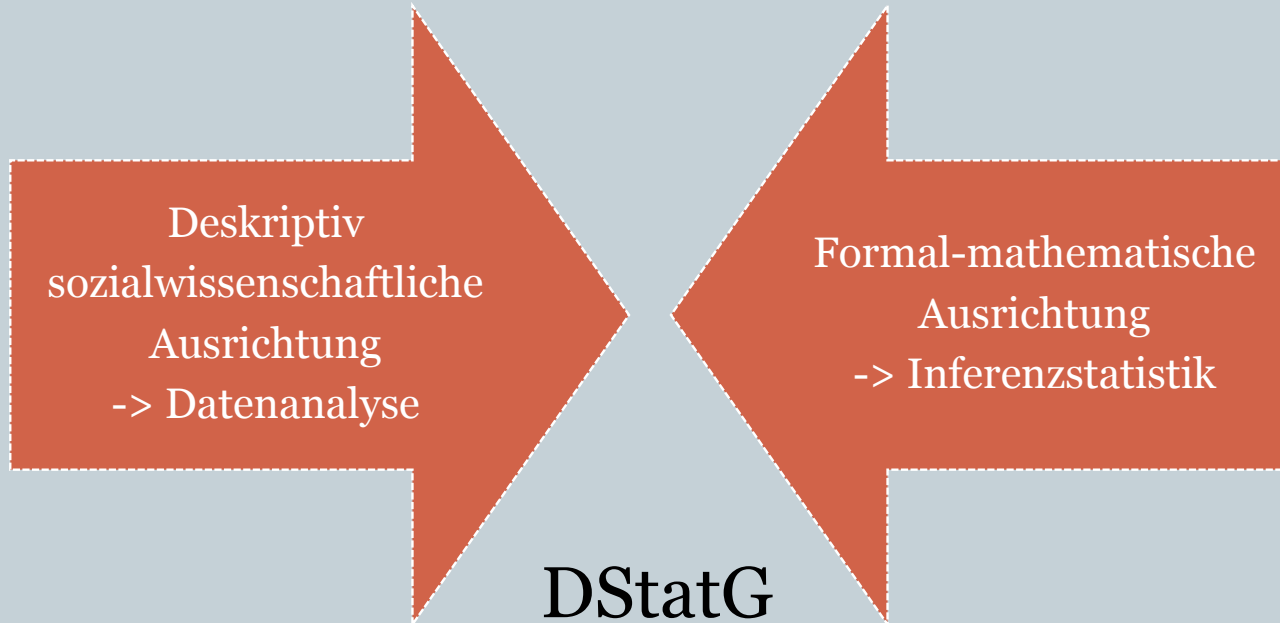 Deskriptiv
sozialwissenschaftliche
Ausrichtung
-> Datenanalyse
Formal-mathematische
Ausrichtung
-> Inferenzstatistik
DStatG